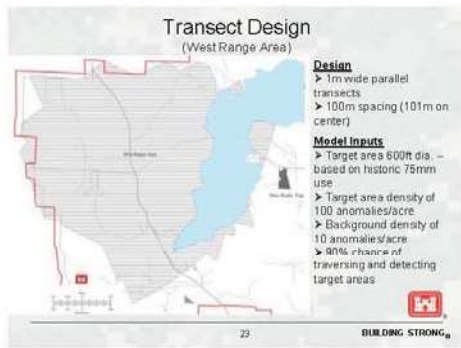 Transect Design
(West Range Area)
Design
➤ 1m wide parallel
transects
➤ 100m spacing (101m on
center)
Model Inputs
➤ Target area 600ft dia. –
based on historic 75mm
use
➤ Target area density of
100 anomalies/acre
➤ Background density of
10 anomalies/acre
➤ 90% chance of
traversing and detecting
target areas
23
BUILDING STRONG®